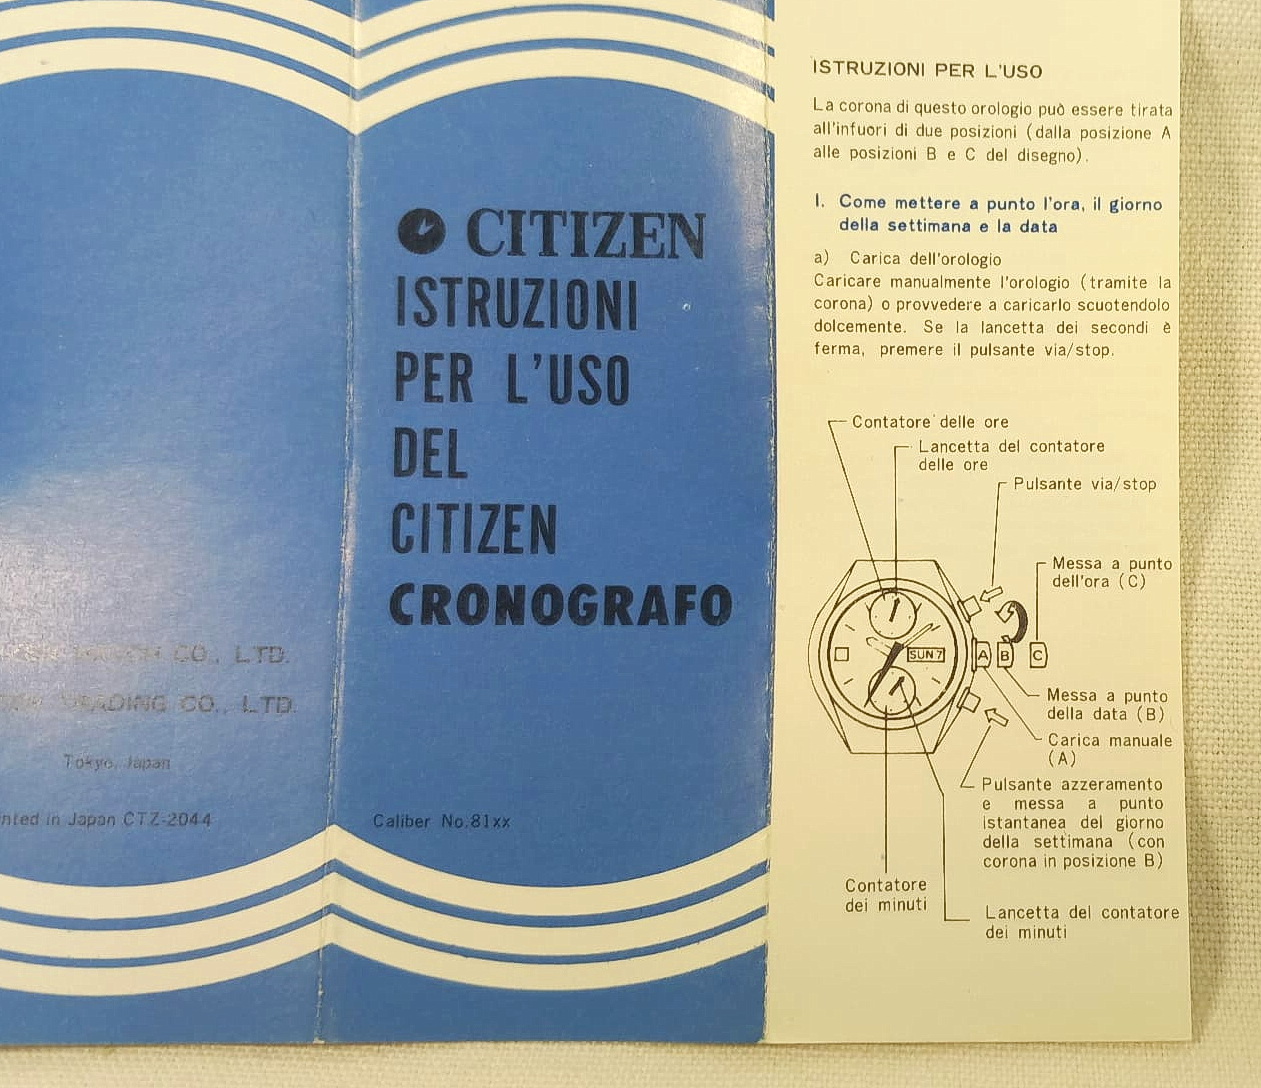 CO., LTD.
TRADING CO., LTD.
Tokyo, Japan
in Japan CTZ-2044
CITIZEN
ISTRUZIONI
PER L'USO
DEL
CITIZEN
CRONOGRAFO
Caliber No.81xx
ISTRUZIONI PER L'USO
La corona di questo orologio può essere tirata
all'infuori di due posizioni (dalla posizione A
alle posizioni B e C del disegno).
I. Come mettere a punto l'ora, il giorno
della settimana e la data
a) Carica dell'orologio
Caricare manualmente l'orologio (tramite la
corona) o provvedere a caricarlo scuotendolo
dolcemente. Se la lancetta dei secondi è
ferma, premere il pulsante via/stop.
Contatore delle ore
Lancetta del contatore
delle ore
Pulsante via/stop
Messa a punto
dell'ora (C)
SUN 7
A
B
C
Messa a punto
della data (B)
Carica manuale
(A)
Pulsante azzeramento
e messa a punto
istantanea del giorno
della settimana (con
corona in posizione B)
Contatore
dei minuti
Lancetta del contatore
dei minuti